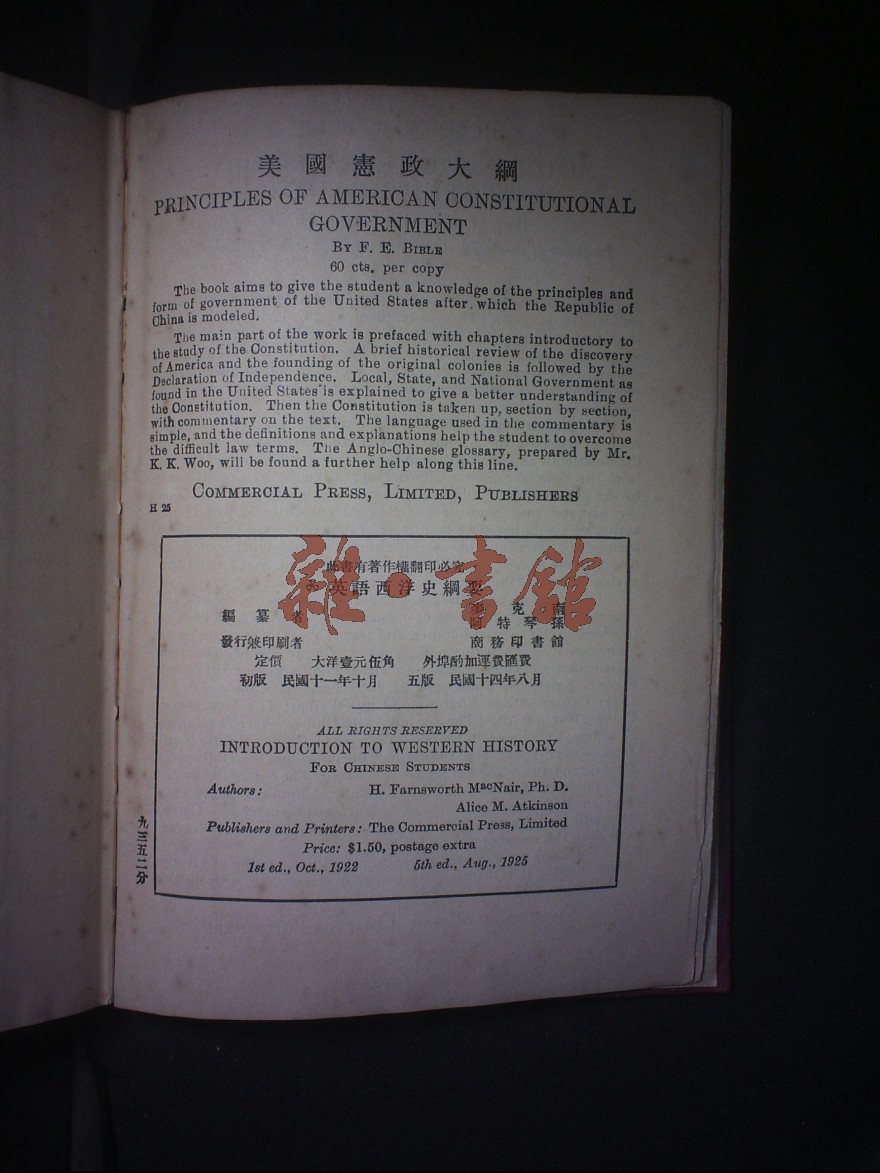 美國憲政大綱
PRINCIPLES OF AMERICAN CONSTITUTIONAL
GOVERNMENT
BY F. E. BIBLE
60 cts. per copy
The book aims to give the student a knowledge of the principles and
form of government of the United States after which the Republic of
China is modeled.
The main part of the work is prefaced with chapters introductory to
the study of the Constitution. A brief historical review of the discovery
of America and the founding of the original colonies is followed by the
Declaration of Independence. Local, State, and National Government as
found in the United States is explained to give a better understanding of
the Constitution. Then the Constitution is taken up, section by section,
with commentary on the text. The language used in the commentary is
simple, and the definitions and explanations help the student to overcome
the difficult law terms. The Anglo-Chinese glossary, prepared by Mr.
K. K. Woo, will be found a further help along this line.
COMMERCIAL PRESS, LIMITED, PUBLISHERS
H 25
雜·書館
此書有著作權翻印必究
英語西洋史綱要
編纂者 克南
阿特琴孫
發行兼印刷者 商務印書館
定價 大洋壹元伍角 外埠酌加運費匯費
初版 民國十一年十月 五版 民國十四年八月
ALL RIGHTS RESERVED
INTRODUCTION TO WESTERN HISTORY
FOR CHINESE STUDENTS
Authors: H. Farnsworth MacNair, Ph. D.
Alice M. Atkinson
Publishers and Printers: The Commercial Press, Limited
Price: $1.50, postage extra
1st ed., Oct., 1922 5th ed., Aug., 1925
九三五二分